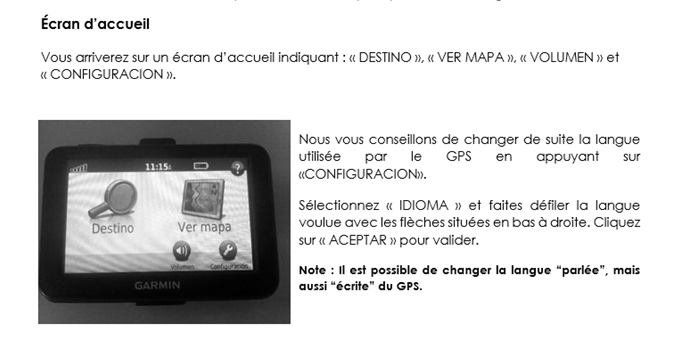 Écran d’accueil
Vous arriverez sur un écran d’accueil indiquant : « DESTINO », « VER MAPA », « VOLUMEN » et
« CONFIGURACION ».
Nous vous conseillons de changer de suite la langue
utilisée par le GPS en appuyant sur
«CONFIGURACION».
Sélectionnez « IDIOMA » et faites défiler la langue
voulue avec les flèches situées en bas à droite. Cliquez
sur « ACEPTAR » pour valider.
Note : Il est possible de changer la langue “parlée”, mais
aussi “écrite” du GPS.
11:15
?
Destino
Ver mapa
Volumen
Configuración
GARMIN